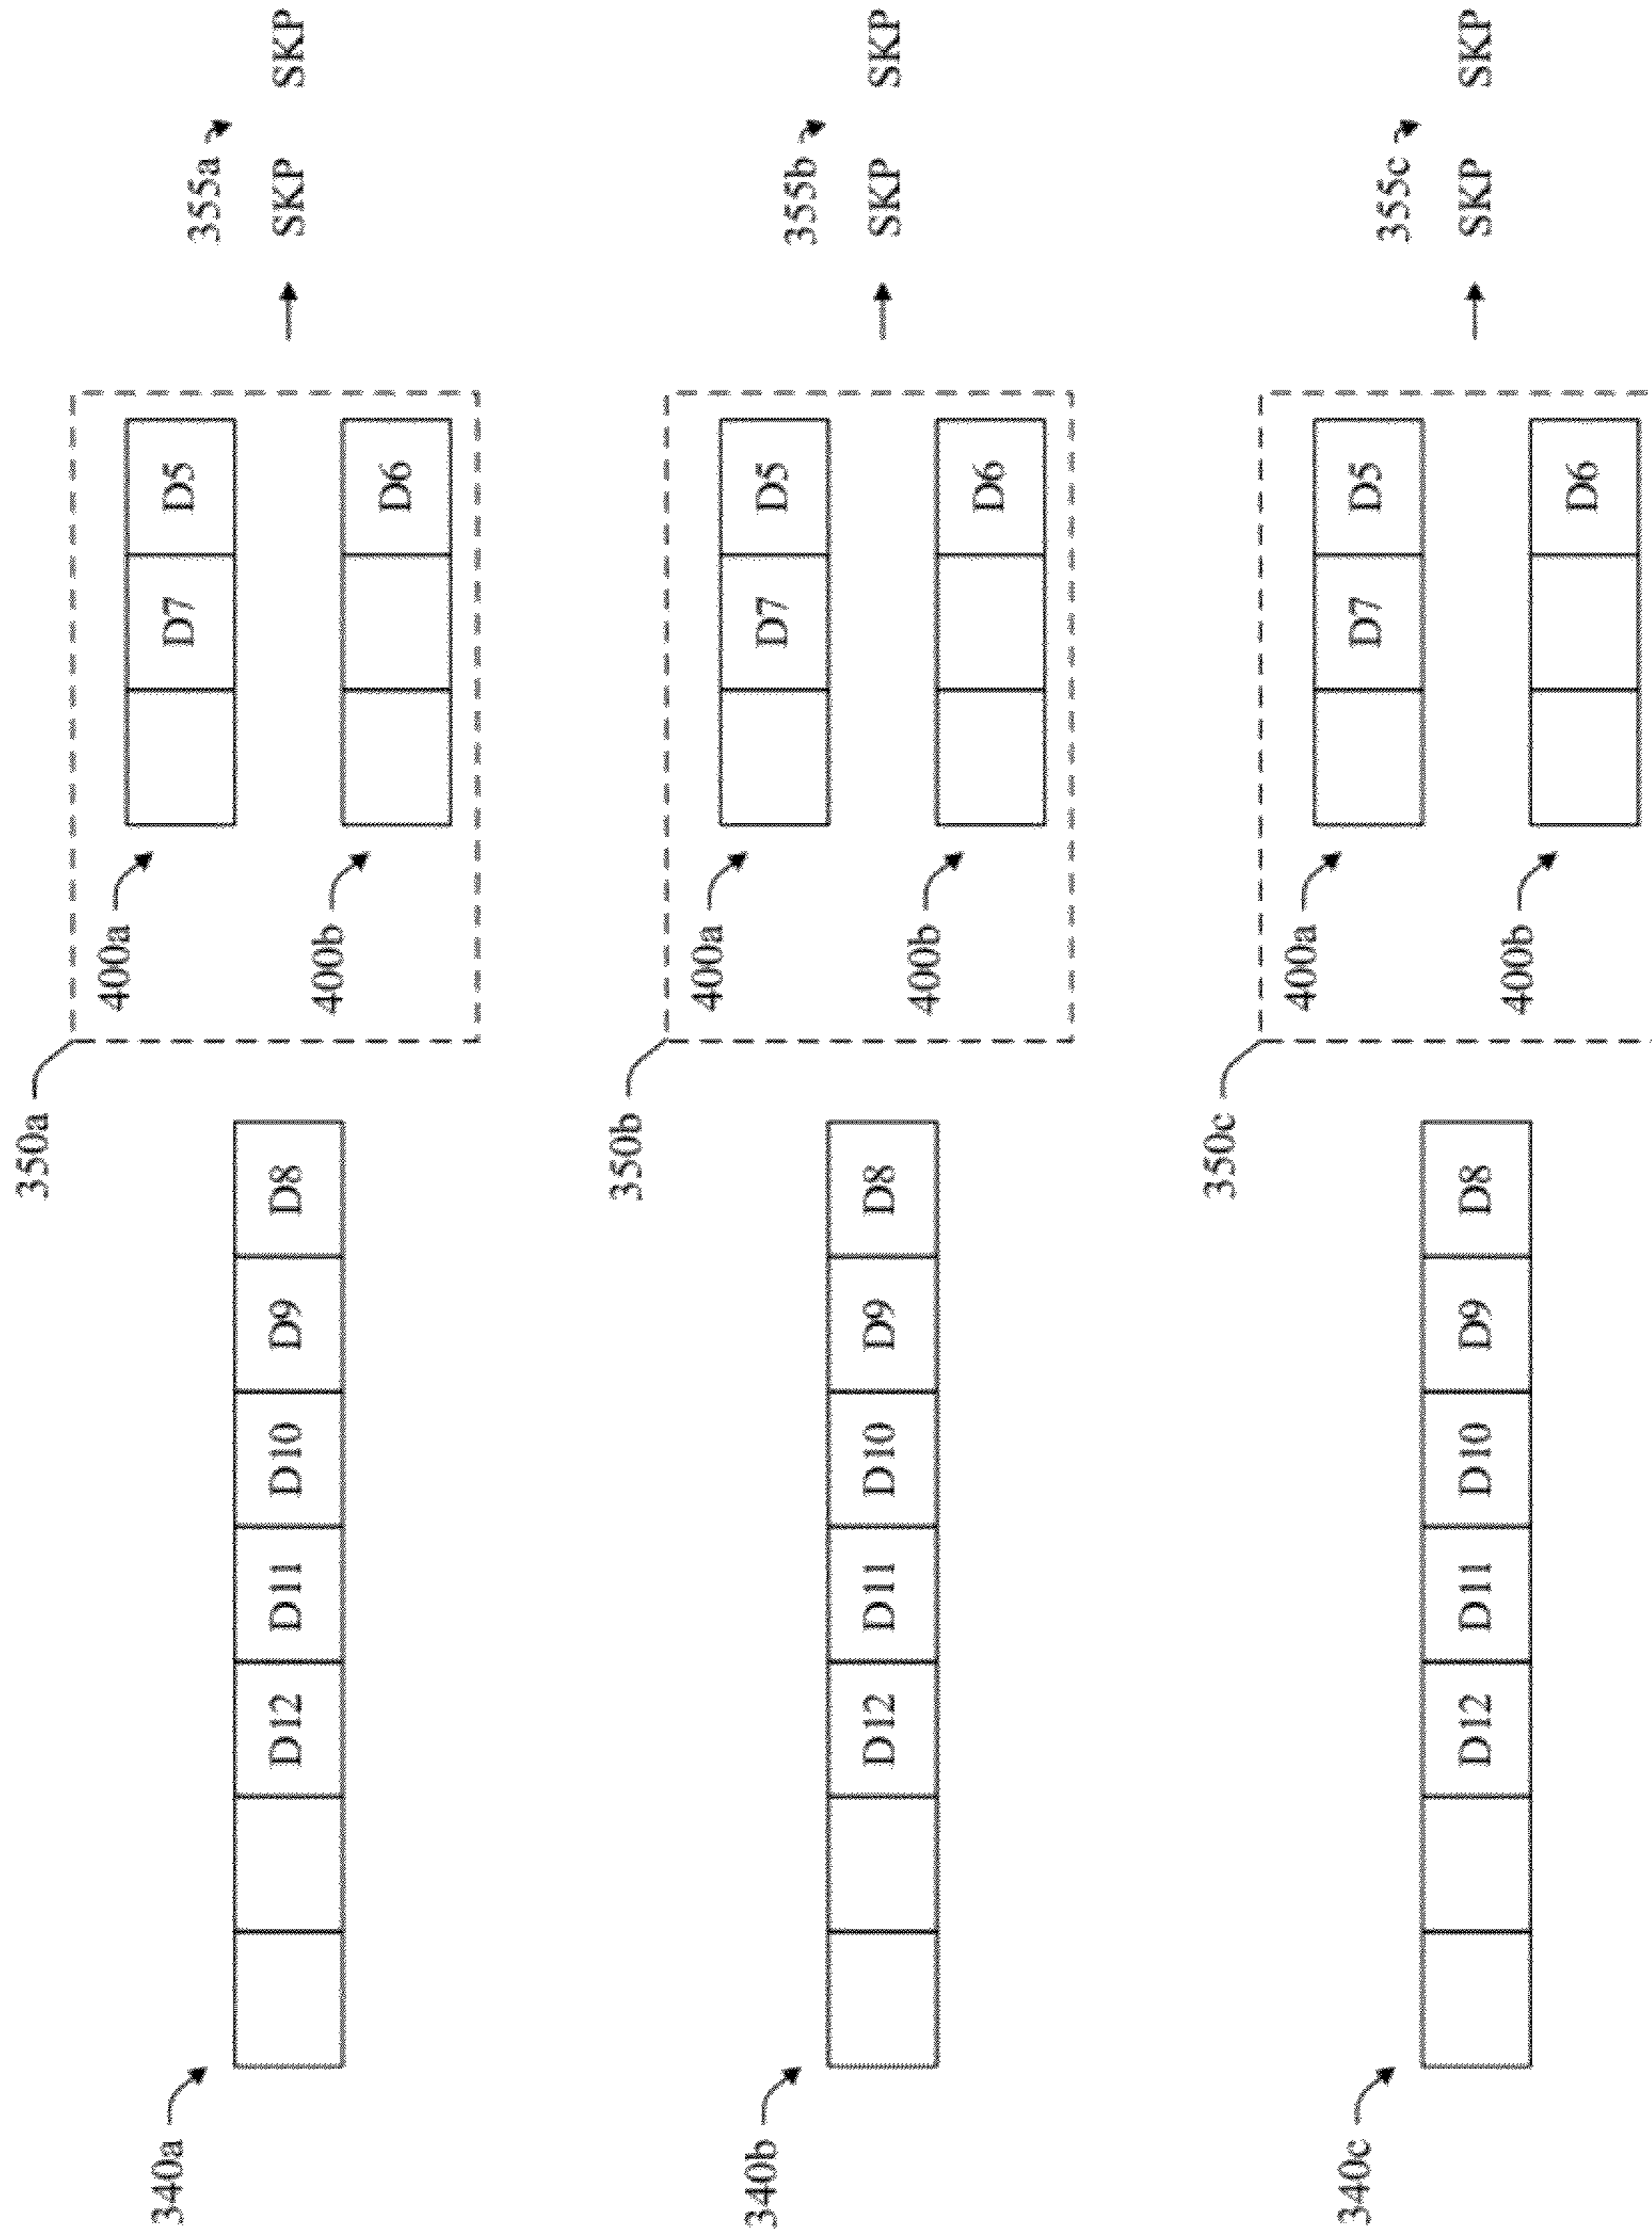 350a
400a
340a
D7 D5
355a
D12 D11 D10 D9 D8
SKP SKP
400b
D6
350b
400a
340b
D7 D5
355b
D12 D11 D10 D9 D8
SKP SKP
400b
D6
350c
400a
340c
D7 D5
355c
D12 D11 D10 D9 D8
SKP SKP
400b
D6